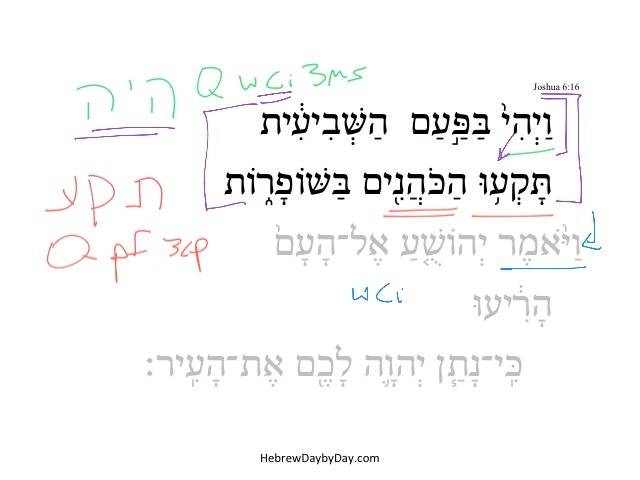 Joshua 6:16
היה Q wci 3ms
וַיְהִי֙ בַּפַּ֣עַם הַשְּׁבִיעִ֔ית
תקע
תָּקְע֥וּ הַכֹּהֲנִ֖ים בַּשּׁוֹפָר֑וֹת
Q pf 3cp
וַיֹּ֨אמֶר יְהוֹשֻׁ֤עַ אֶל־הָעָם֙
wci
הָרִ֔יעוּ
כִּֽי־נָתַ֧ן יְהוָ֛ה לָכֶ֖ם אֶת־הָעִֽיר׃
HebrewDaybyDay.com